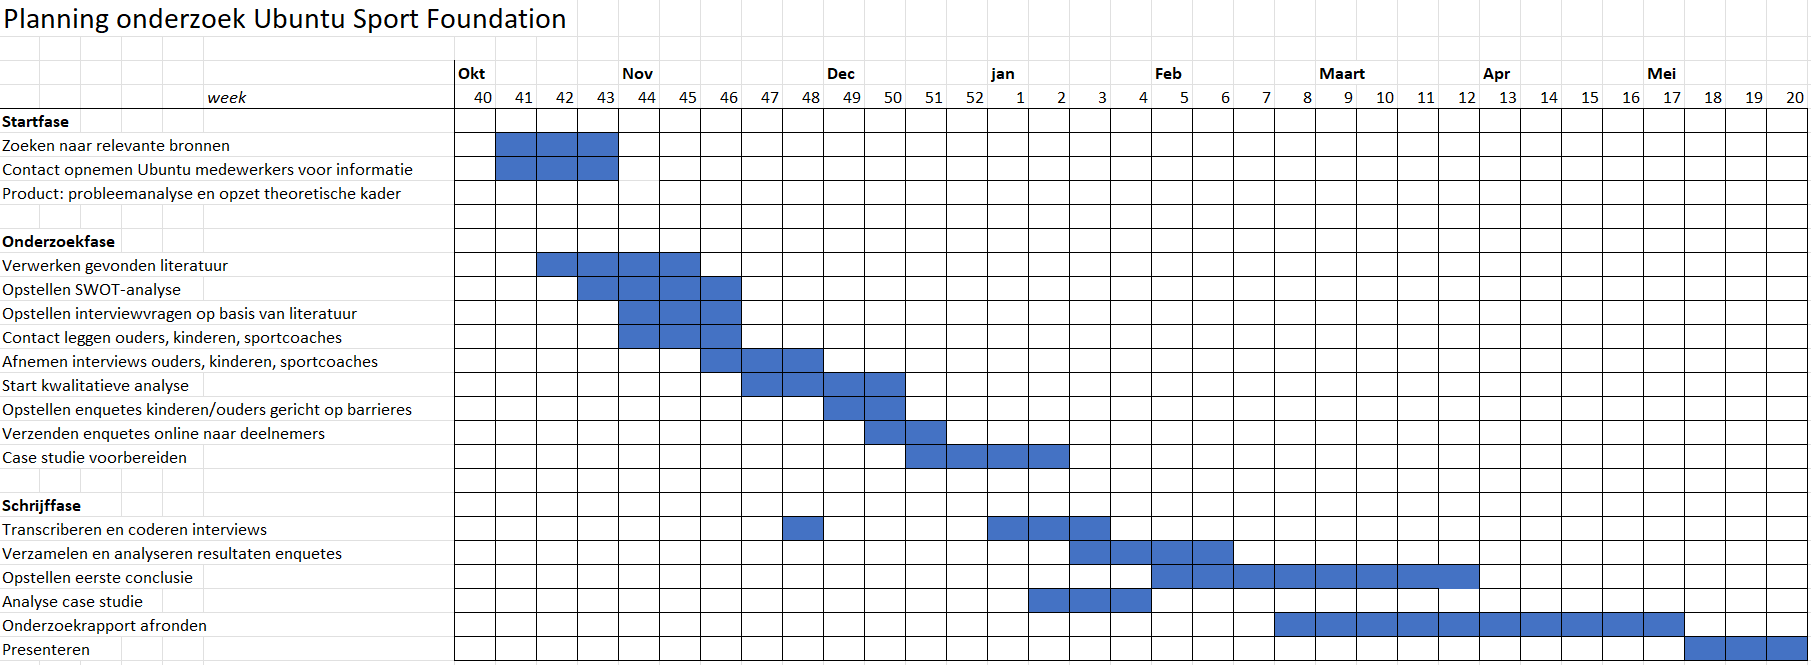 Planning onderzoek Ubuntu Sport Foundation
Okt Nov Dec jan Feb Maart Apr Mei
week 40 41 42 43 44 45 46 47 48 49 50 51 52 1 2 3 4 5 6 7 8 9 10 11 12 13 14 15 16 17 18 19 20
Startfase
Zoeken naar relevante bronnen
Contact opnemen Ubuntu medewerkers voor informatie
Product: probleemanalyse en opzet theoretische kader
Onderzoekfase
Verwerken gevonden literatuur
Opstellen SWOT-analyse
Opstellen interviewvragen op basis van literatuur
Contact leggen ouders, kinderen, sportcoaches
Afnemen interviews ouders, kinderen, sportcoaches
Start kwalitatieve analyse
Opstellen enquetes kinderen/ouders gericht op barrieres
Verzenden enquetes online naar deelnemers
Case studie voorbereiden
Schrijffase
Transcriberen en coderen interviews
Verzamelen en analyseren resultaten enquetes
Opstellen eerste conclusie
Analyse case studie
Onderzoekrapport afronden
Presenteren